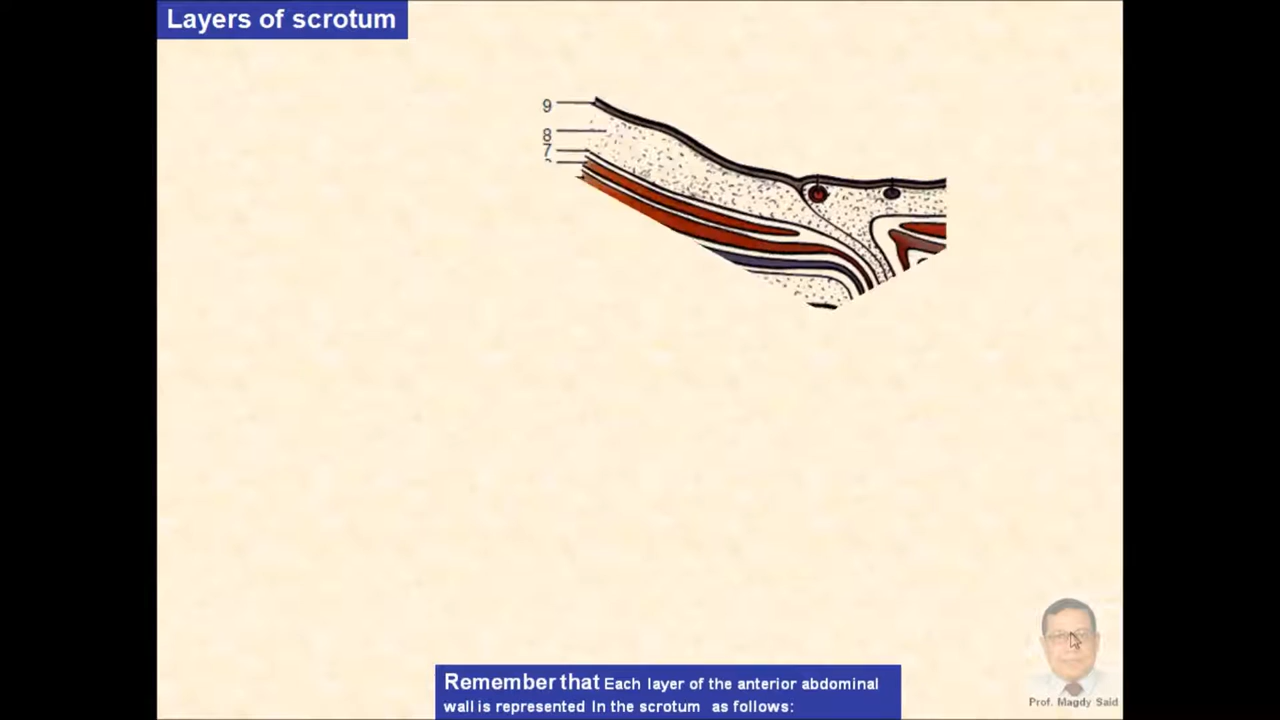 Layers of scrotum
9
8
7
Remember that Each layer of the anterior abdominal
wall is represented In the scrotum as follows:
Prof. Magdy Said